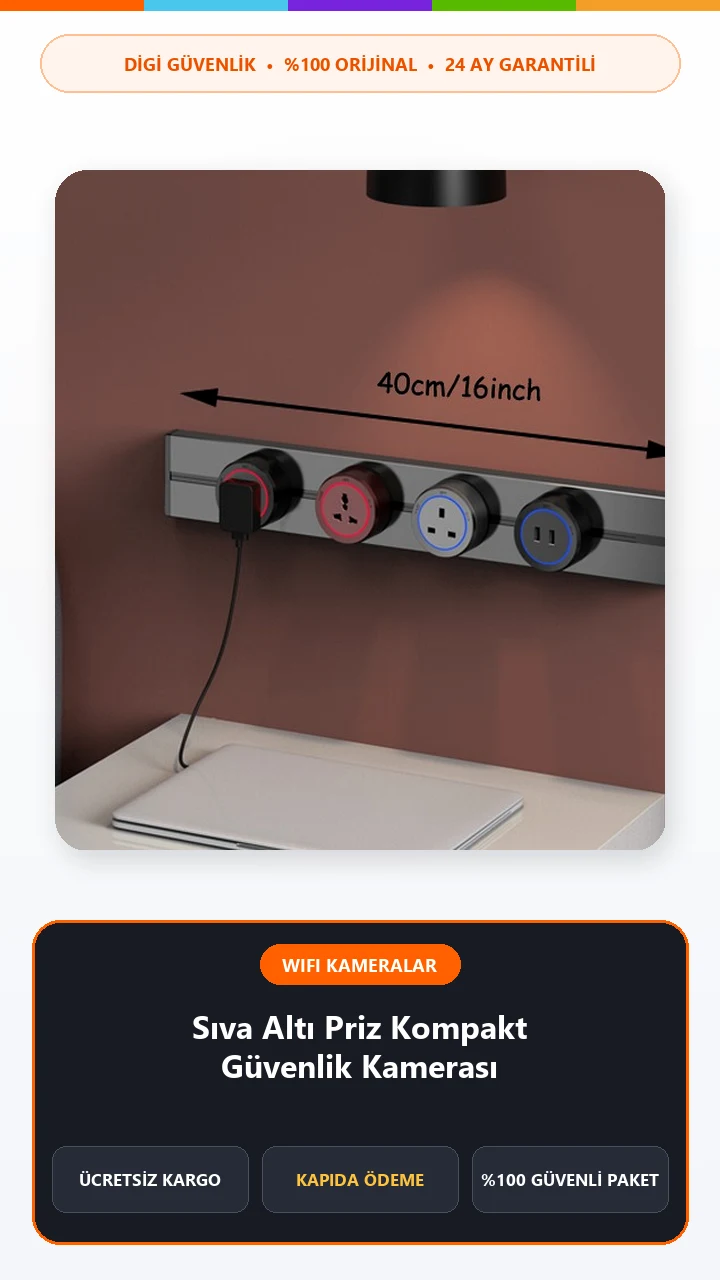 DİGİ GÜVENLİK • %100 ORİJİNAL • 24 AY GARANTİLİ
40cm/16inch
WIFI KAMERALAR
Sıva Altı Priz Kompakt
Güvenlik Kamerası
ÜCRETSİZ KARGO
KAPIDA ÖDEME
%100 GÜVENLİ PAKET